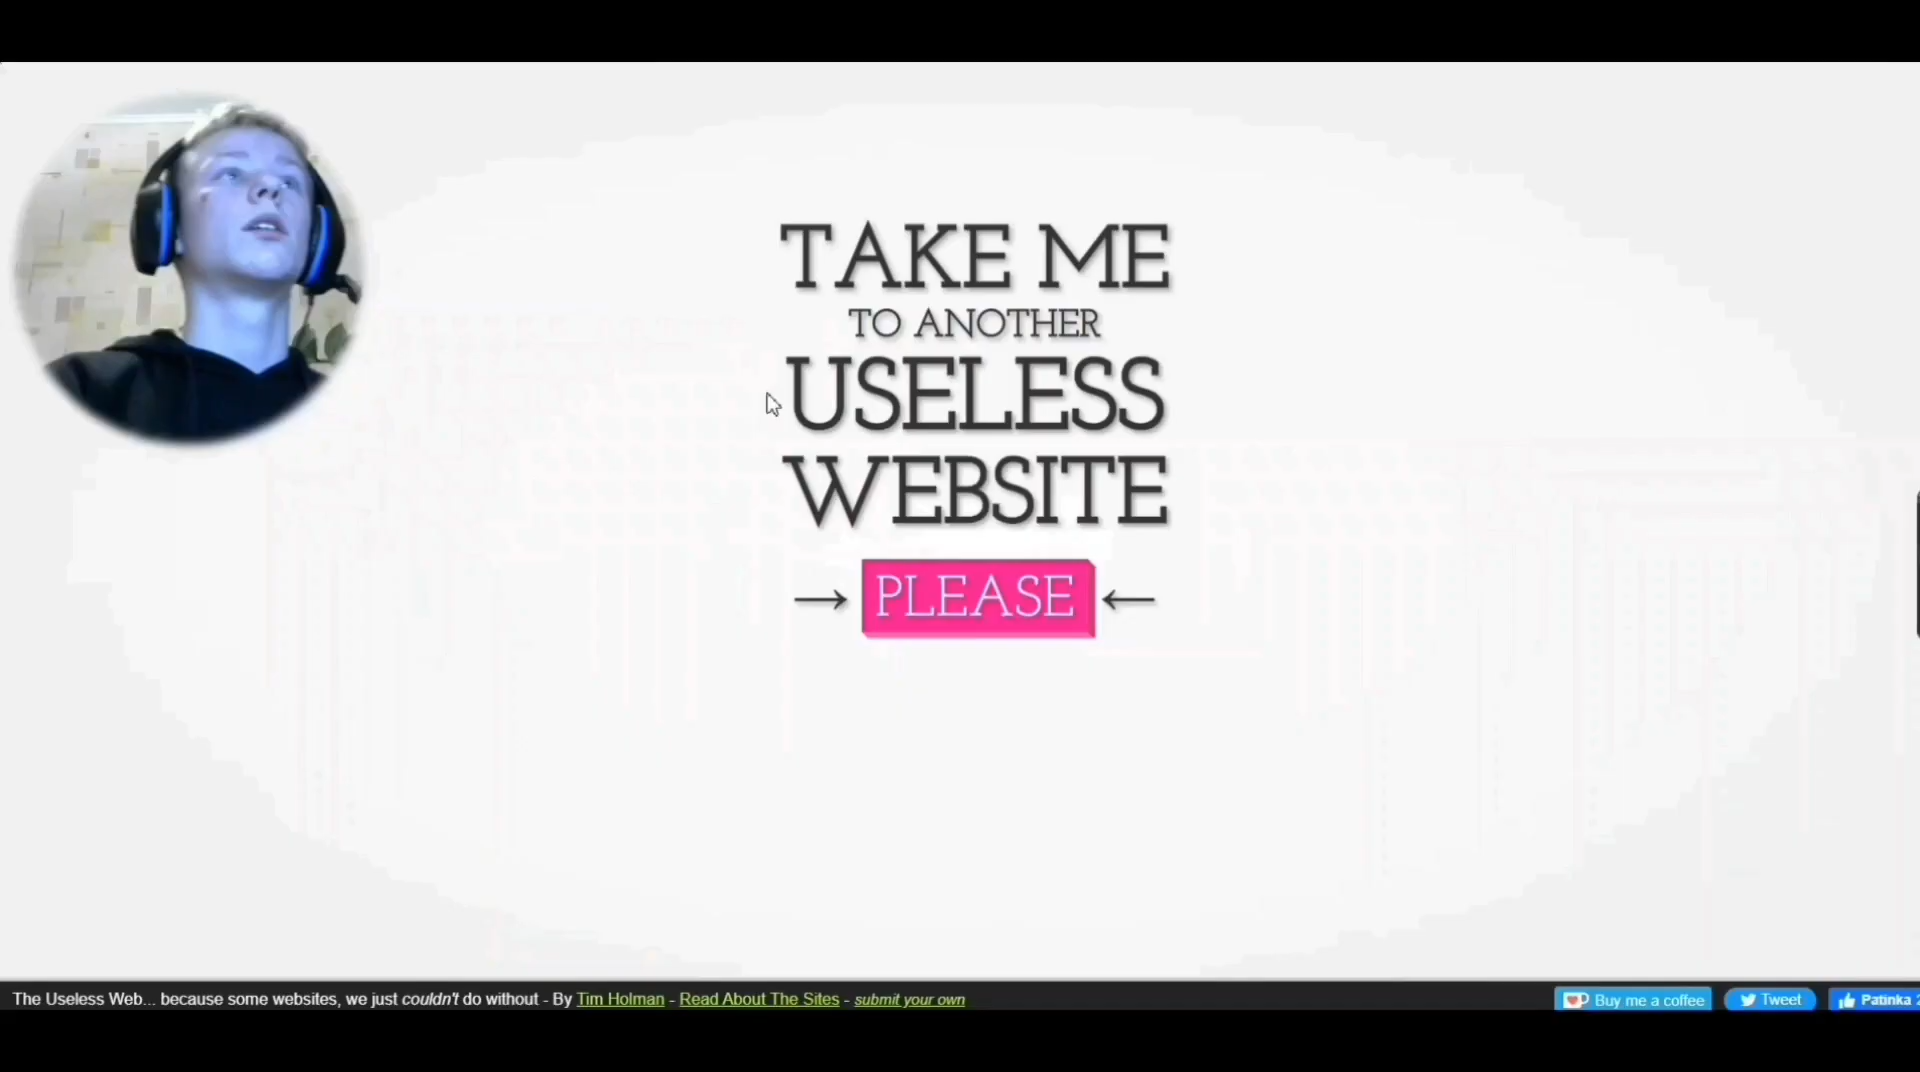 TAKE ME
TO ANOTHER
USELESS
WEBSITE
→ PLEASE ←
The Useless Web... because some websites, we just couldn't do without - By Tim Holman - Read About The Sites - submit your own
Buy me a coffee
Tweet
Patinka